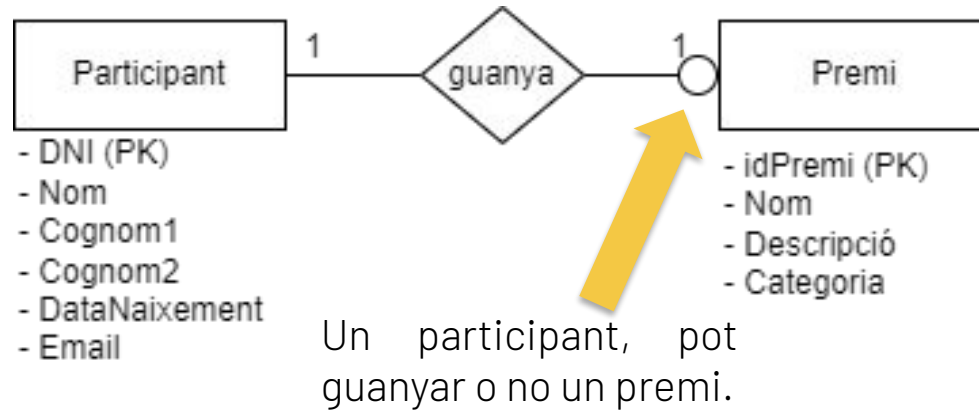 Participant
1
guanya
1
Premi
- DNI (PK)
- Nom
- Cognom1
- Cognom2
- DataNaixement
- Email
- idPremi (PK)
- Nom
- Descripció
- Categoria
Un participant, pot
guanyar o no un premi.